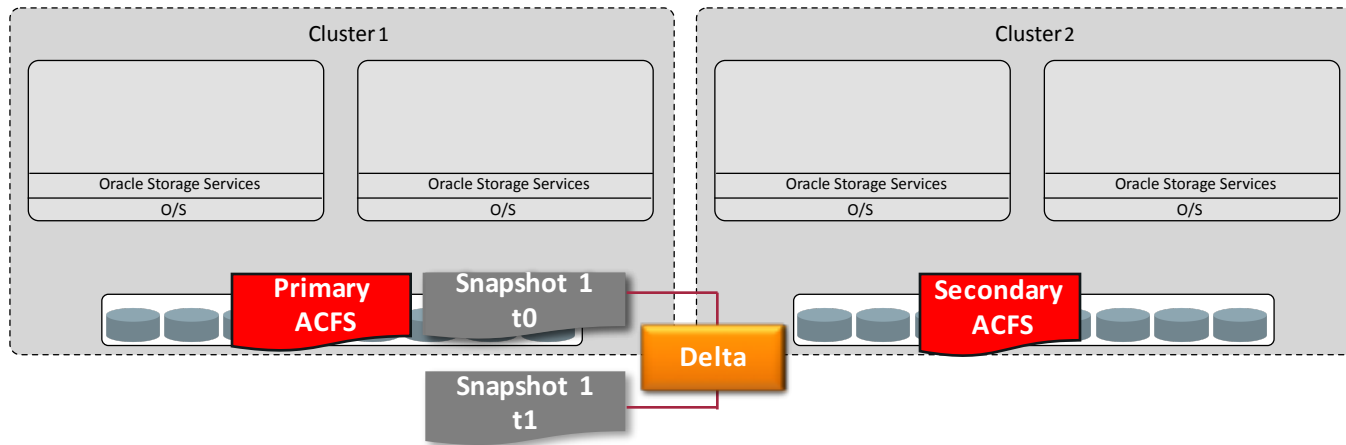 Cluster 1
Cluster 2
Oracle Storage Services
O/S
Oracle Storage Services
O/S
Oracle Storage Services
O/S
Oracle Storage Services
O/S
Primary
ACFS
Snapshot 1
t0
Secondary
ACFS
Delta
Snapshot 1
t1